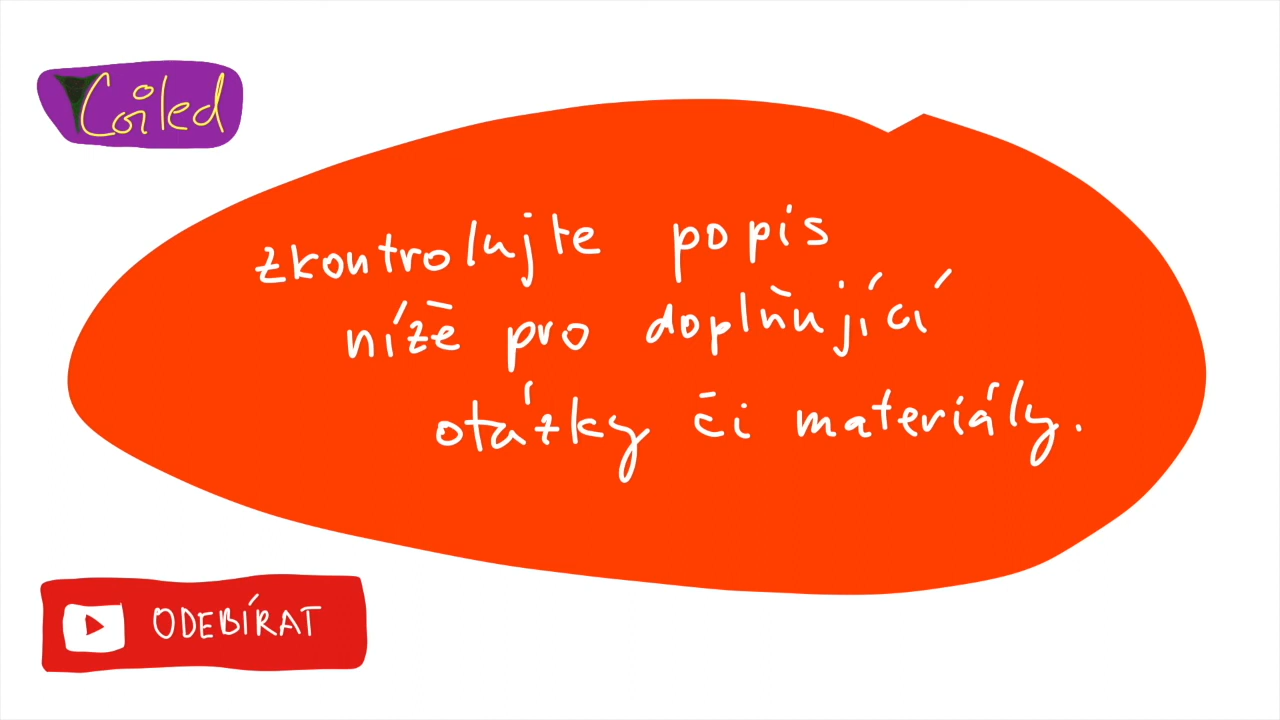 Coiled
zkontrolujte popis
níže pro doplňující
otázky či materiály.
ODEBÍRAT